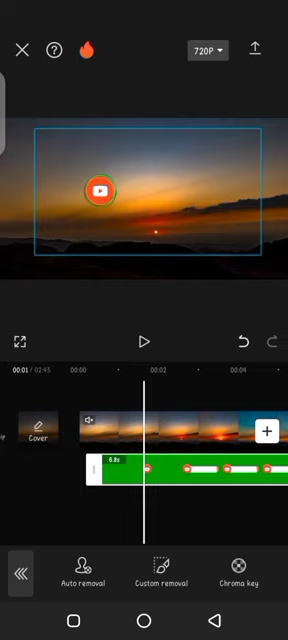 720P
00:01 / 02:43 00:00 00:02 00:04
Cover
6.8s
Auto removal Custom removal Chroma key